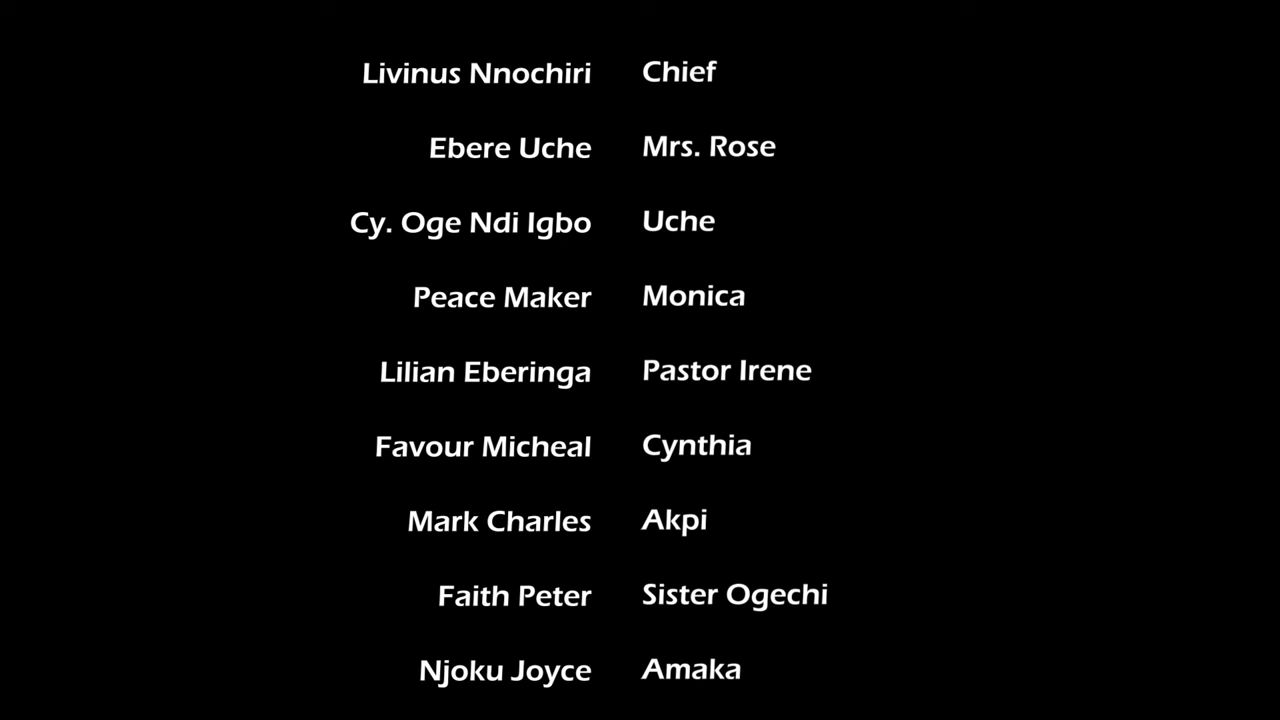 Livinus Nnochiri Chief
Ebere Uche Mrs. Rose
Cy. Oge Ndi Igbo Uche
Peace Maker Monica
Lilian Eberinga Pastor Irene
Favour Micheal Cynthia
Mark Charles Akpi
Faith Peter Sister Ogechi
Njoku Joyce Amaka